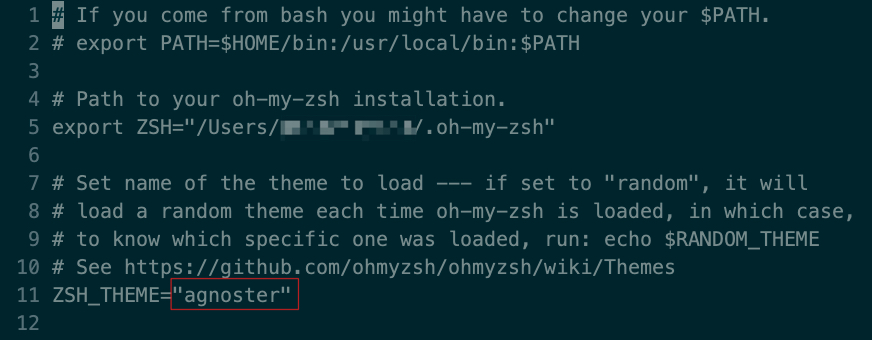 1 # If you come from bash you might have to change your $PATH.
2 # export PATH=$HOME/bin:/usr/local/bin:$PATH
3
4 # Path to your oh-my-zsh installation.
5 export ZSH="/Users/ /.oh-my-zsh"
6
7 # Set name of the theme to load --- if set to "random", it will
8 # load a random theme each time oh-my-zsh is loaded, in which case,
9 # to know which specific one was loaded, run: echo $RANDOM_THEME
10 # See https://github.com/ohmyzsh/ohmyzsh/wiki/Themes
11 ZSH_THEME="agnoster"
12